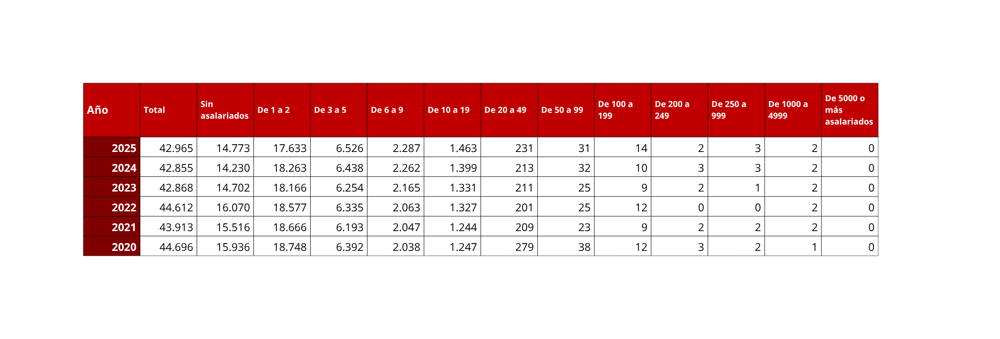 Año Total Sin asalariados De 1 a 2 De 3 a 5 De 6 a 9 De 10 a 19 De 20 a 49 De 50 a 99 De 100 a 199 De 200 a 249 De 250 a 999 De 1000 a 4999 De 5000 o más asalariados
2025 42.965 14.773 17.633 6.526 2.287 1.463 231 31 14 2 3 2 0
2024 42.855 14.230 18.263 6.438 2.262 1.399 213 32 10 3 3 2 0
2023 42.868 14.702 18.166 6.254 2.165 1.331 211 25 9 2 1 2 0
2022 44.612 16.070 18.577 6.335 2.063 1.327 201 25 12 0 0 2 0
2021 43.913 15.516 18.666 6.193 2.047 1.244 209 23 9 2 2 2 0
2020 44.696 15.936 18.748 6.392 2.038 1.247 279 38 12 3 2 1 0